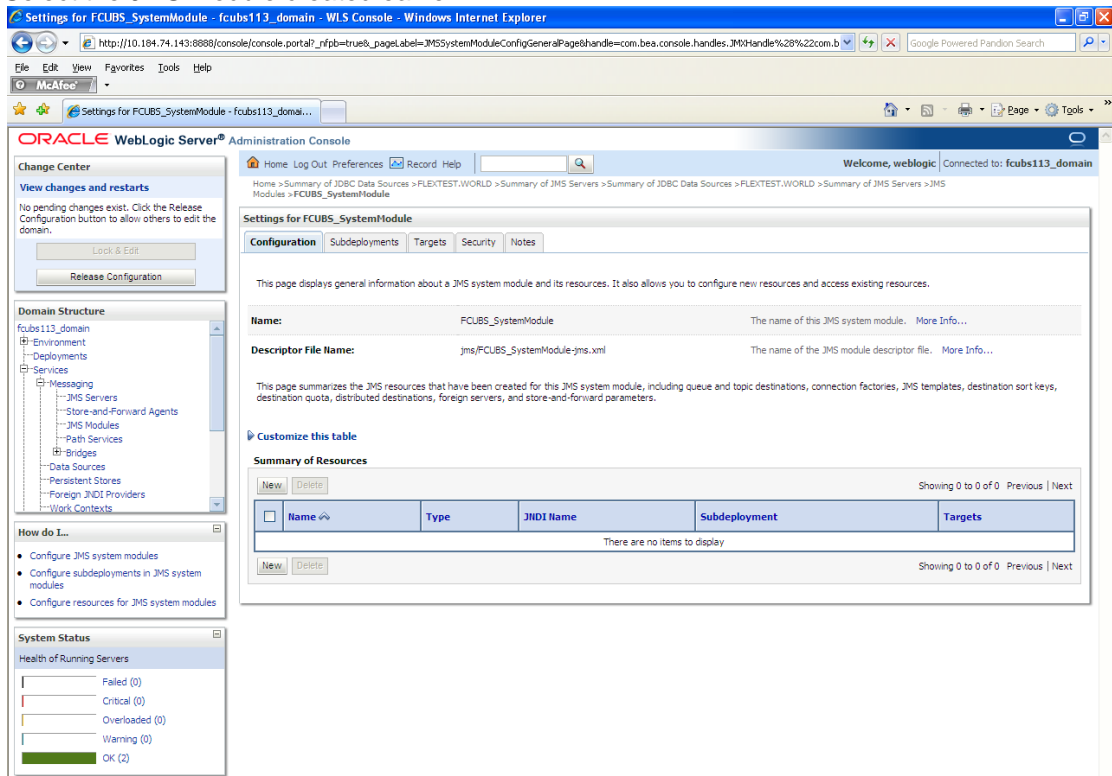 Settings for FCUBS_SystemModule - fcubs113_domain - WLS Console - Windows Internet Explorer
http://10.184.74.143:8888/console/console.portal?_nfpb=true&_pageLabel=JMSSystemModuleConfigGeneralPage&handle=com.bea.console.handles.JMXHandle%28%22com.b
Google Powered Pandion Search
File Edit View Favorites Tools Help
McAfee
Settings for FCUBS_SystemModule - fcubs113_domai...
Page Tools
ORACLE WebLogic Server® Administration Console
Change Center
View changes and restarts
No pending changes exist. Click the Release
Configuration button to allow others to edit the
domain.
Lock & Edit
Release Configuration
Domain Structure
fcubs113_domain
Environment
Deployments
Services
Messaging
JMS Servers
Store-and-Forward Agents
JMS Modules
Path Services
Bridges
Data Sources
Persistent Stores
Foreign JNDI Providers
Work Contexts
How do I...
Configure JMS system modules
Configure subdeployments in JMS system
modules
Configure resources for JMS system modules
System Status
Health of Running Servers
Failed (0)
Critical (0)
Overloaded (0)
Warning (0)
OK (2)
Home Log Out Preferences Record Help
Welcome, weblogic Connected to: fcubs113_domain
Home >Summary of JDBC Data Sources >FLEXTEST.WORLD >Summary of JMS Servers >Summary of JDBC Data Sources >FLEXTEST.WORLD >Summary of JMS Servers >JMS
Modules >FCUBS_SystemModule
Settings for FCUBS_SystemModule
Configuration Subdeployments Targets Security Notes
This page displays general information about a JMS system module and its resources. It also allows you to configure new resources and access existing resources.
Name: FCUBS_SystemModule The name of this JMS system module. More Info...
Descriptor File Name: jms/FCUBS_SystemModule-jms.xml The name of the JMS module descriptor file. More Info...
This page summarizes the JMS resources that have been created for this JMS system module, including queue and topic destinations, connection factories, JMS templates, destination sort keys,
destination quota, distributed destinations, foreign servers, and store-and-forward parameters.
Customize this table
Summary of Resources
New Delete Showing 0 to 0 of 0 Previous | Next
Name Type JNDI Name Subdeployment Targets
There are no items to display
New Delete Showing 0 to 0 of 0 Previous | Next